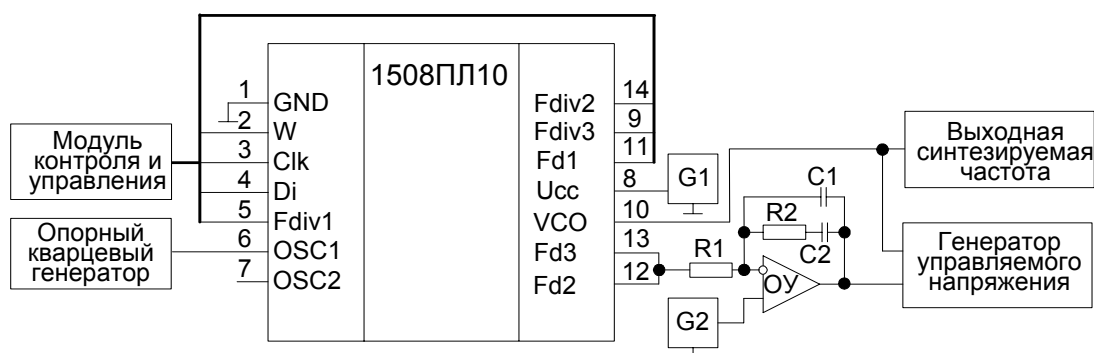 1508ПЛ10
Модуль
контроля и
управления
Опорный
кварцевый
генератор
1
GND
2
W
3
Clk
4
Di
5
Fdiv1
6
OSC1
7
OSC2
14
Fdiv2
9
Fdiv3
11
Fd1
8
Ucc
10
VCO
13
Fd3
12
Fd2
G1
G2
R1
C1
R2
C2
ОУ
Выходная
синтезируемая
частота
Генератор
управляемого
напряжения